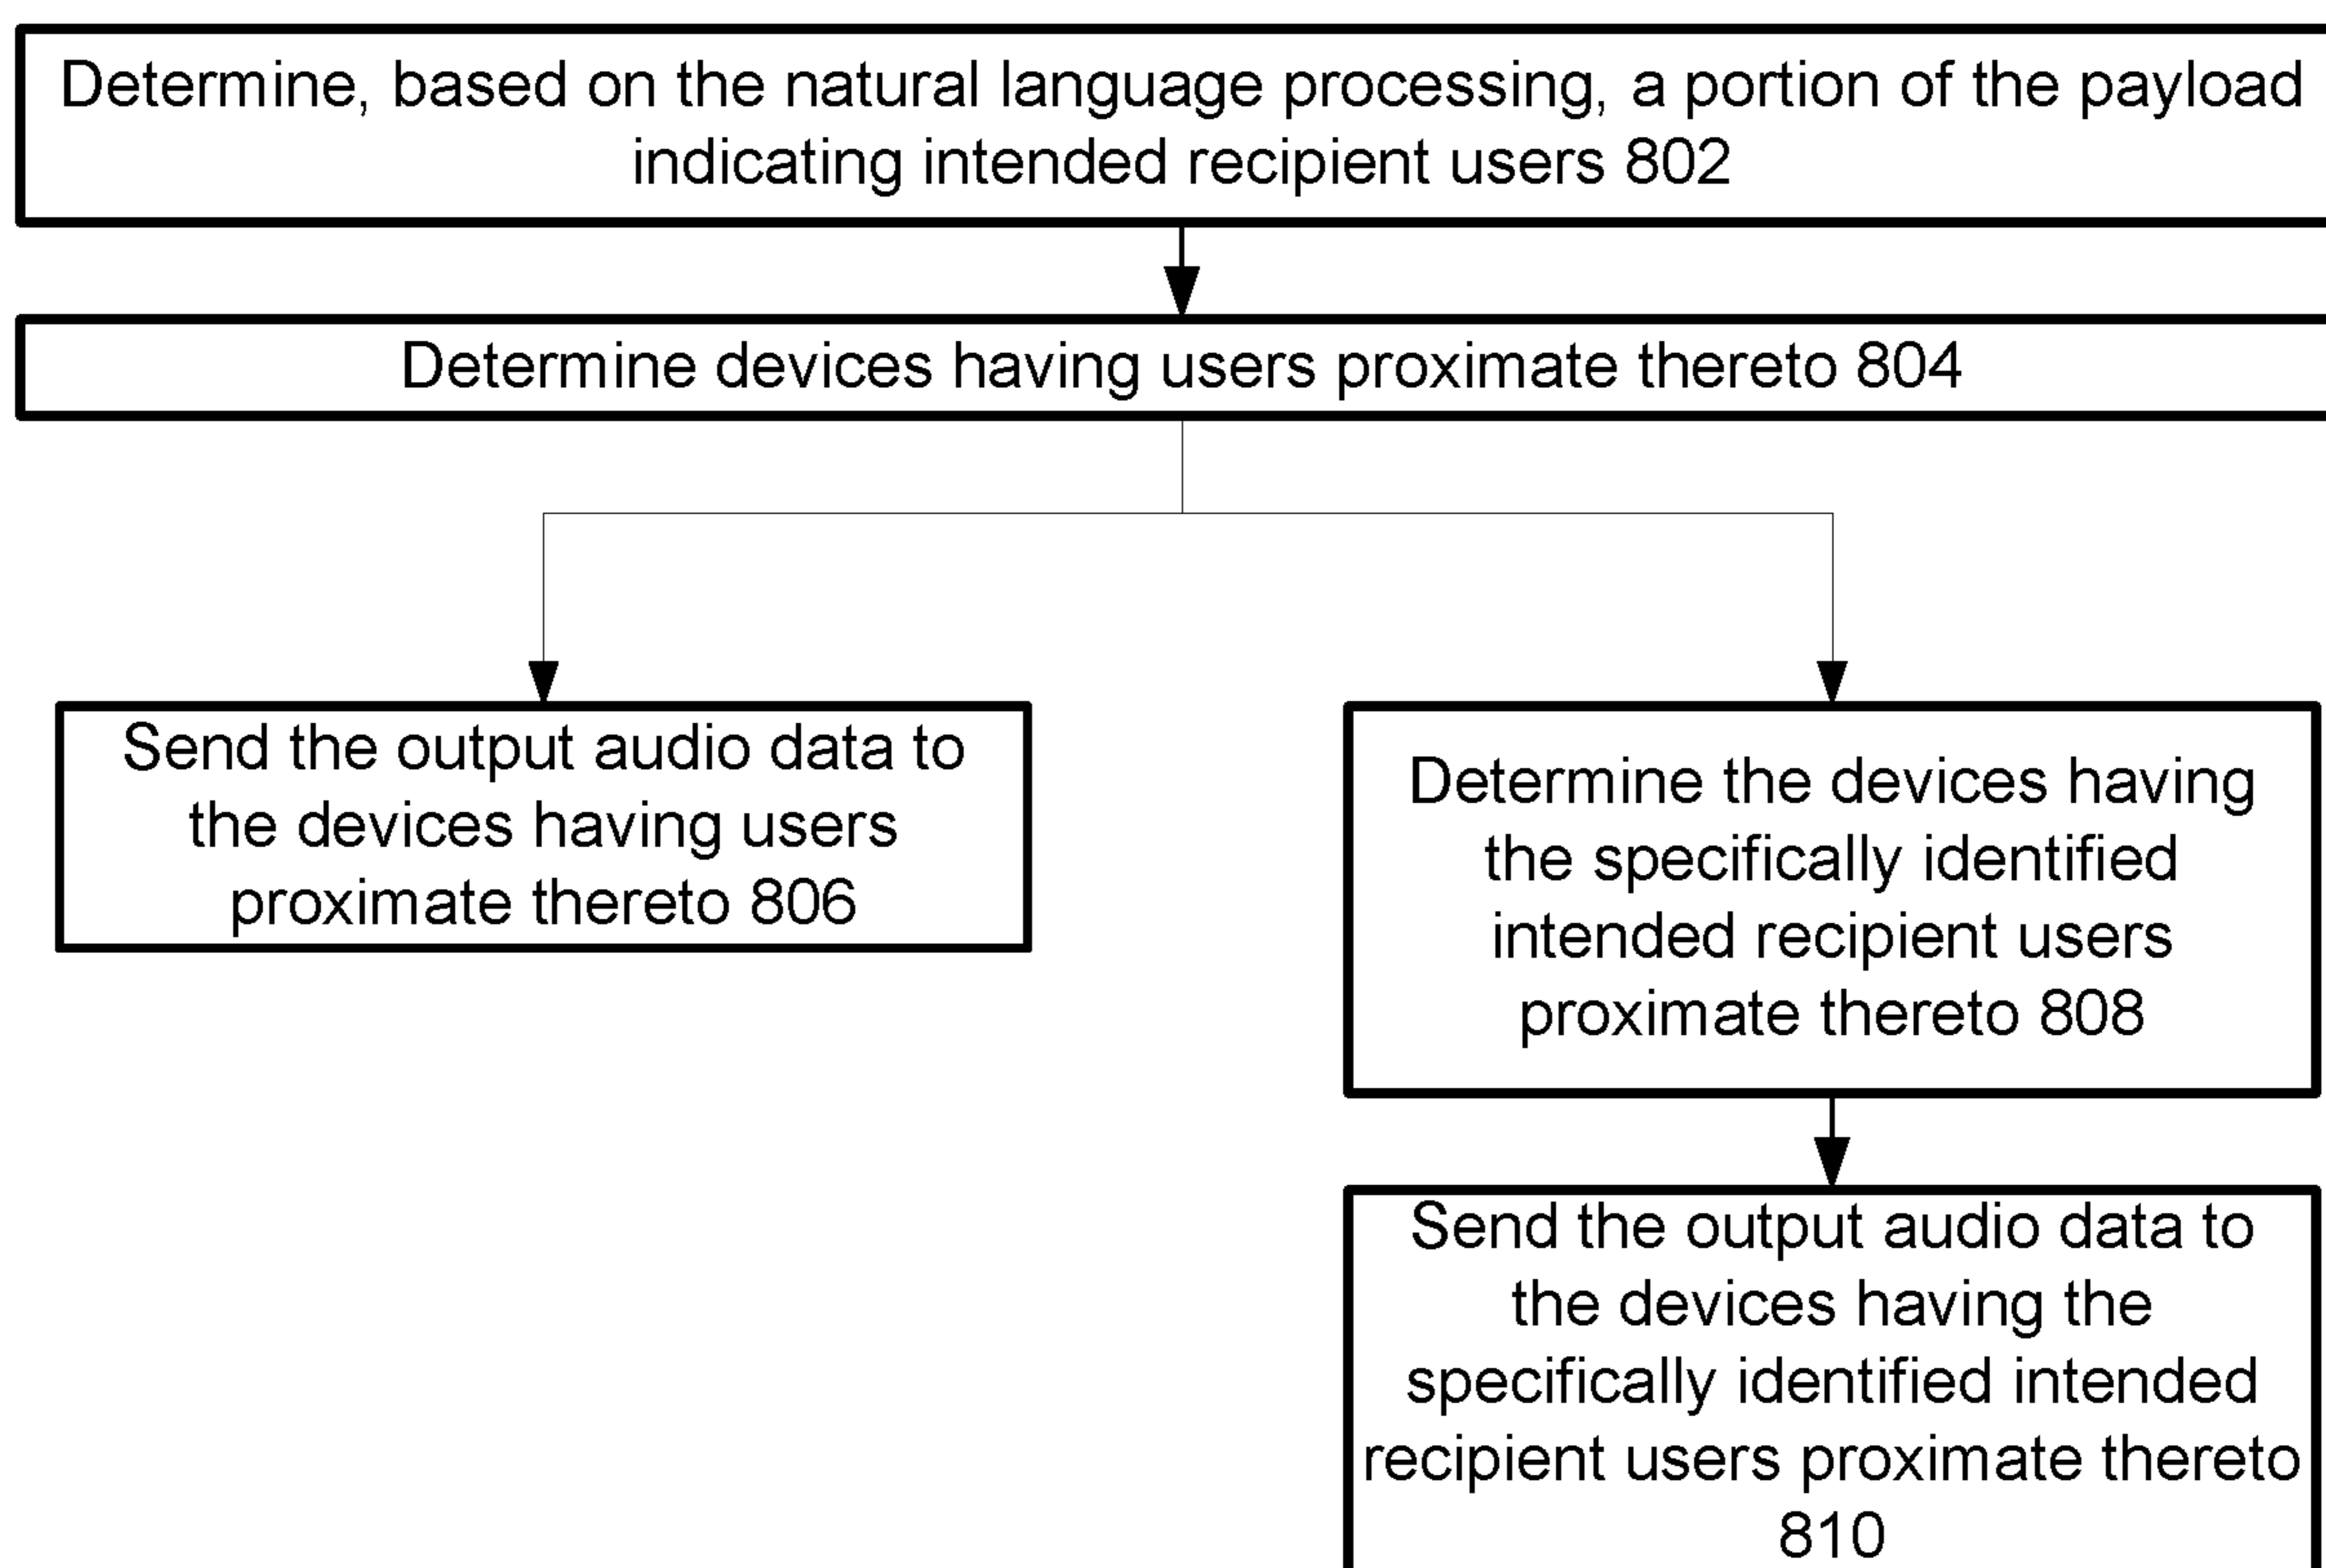 Determine, based on the natural language processing, a portion of the payload
indicating intended recipient users 802
Determine devices having users proximate thereto 804
Send the output audio data to
the devices having users
proximate thereto 806
Determine the devices having
the specifically identified
intended recipient users
proximate thereto 808
Send the output audio data to
the devices having the
specifically identified intended
recipient users proximate thereto
810